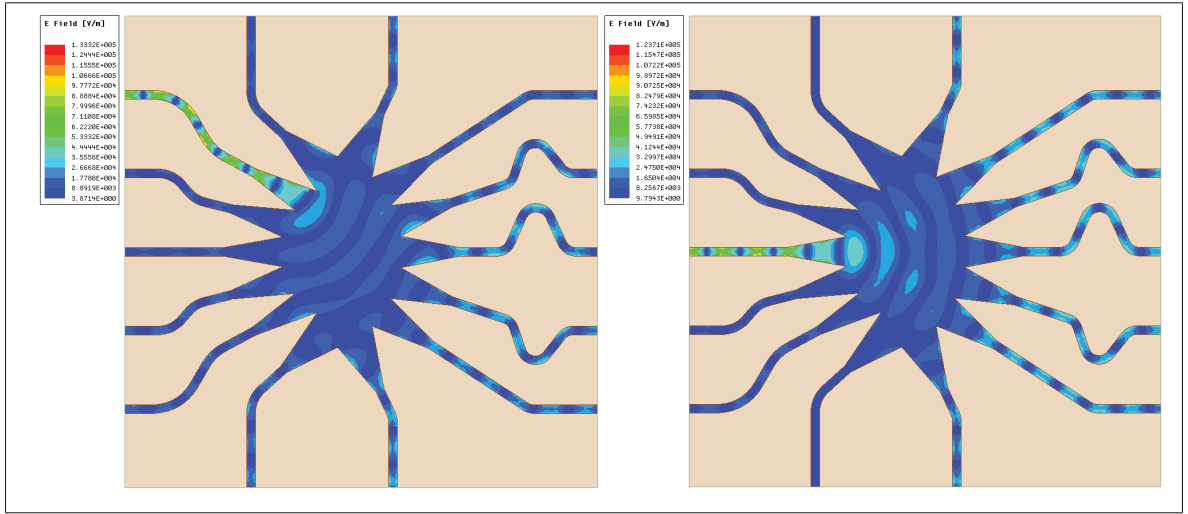 E Field [V/m]
1.3332E+005
1.2444E+005
1.1555E+005
1.0666E+005
9.7772E+004
8.8884E+004
7.9996E+004
7.1108E+004
6.2220E+004
5.3332E+004
4.4444E+004
3.5556E+004
2.6668E+004
1.7780E+004
8.8919E+003
3.8714E+000
E Field [V/m]
1.2371E+005
1.1547E+005
1.0722E+005
9.8972E+004
9.0725E+004
8.2479E+004
7.4232E+004
6.5985E+004
5.7738E+004
4.9491E+004
4.1244E+004
3.2997E+004
2.4750E+004
1.6504E+004
8.2567E+003
9.7943E+000